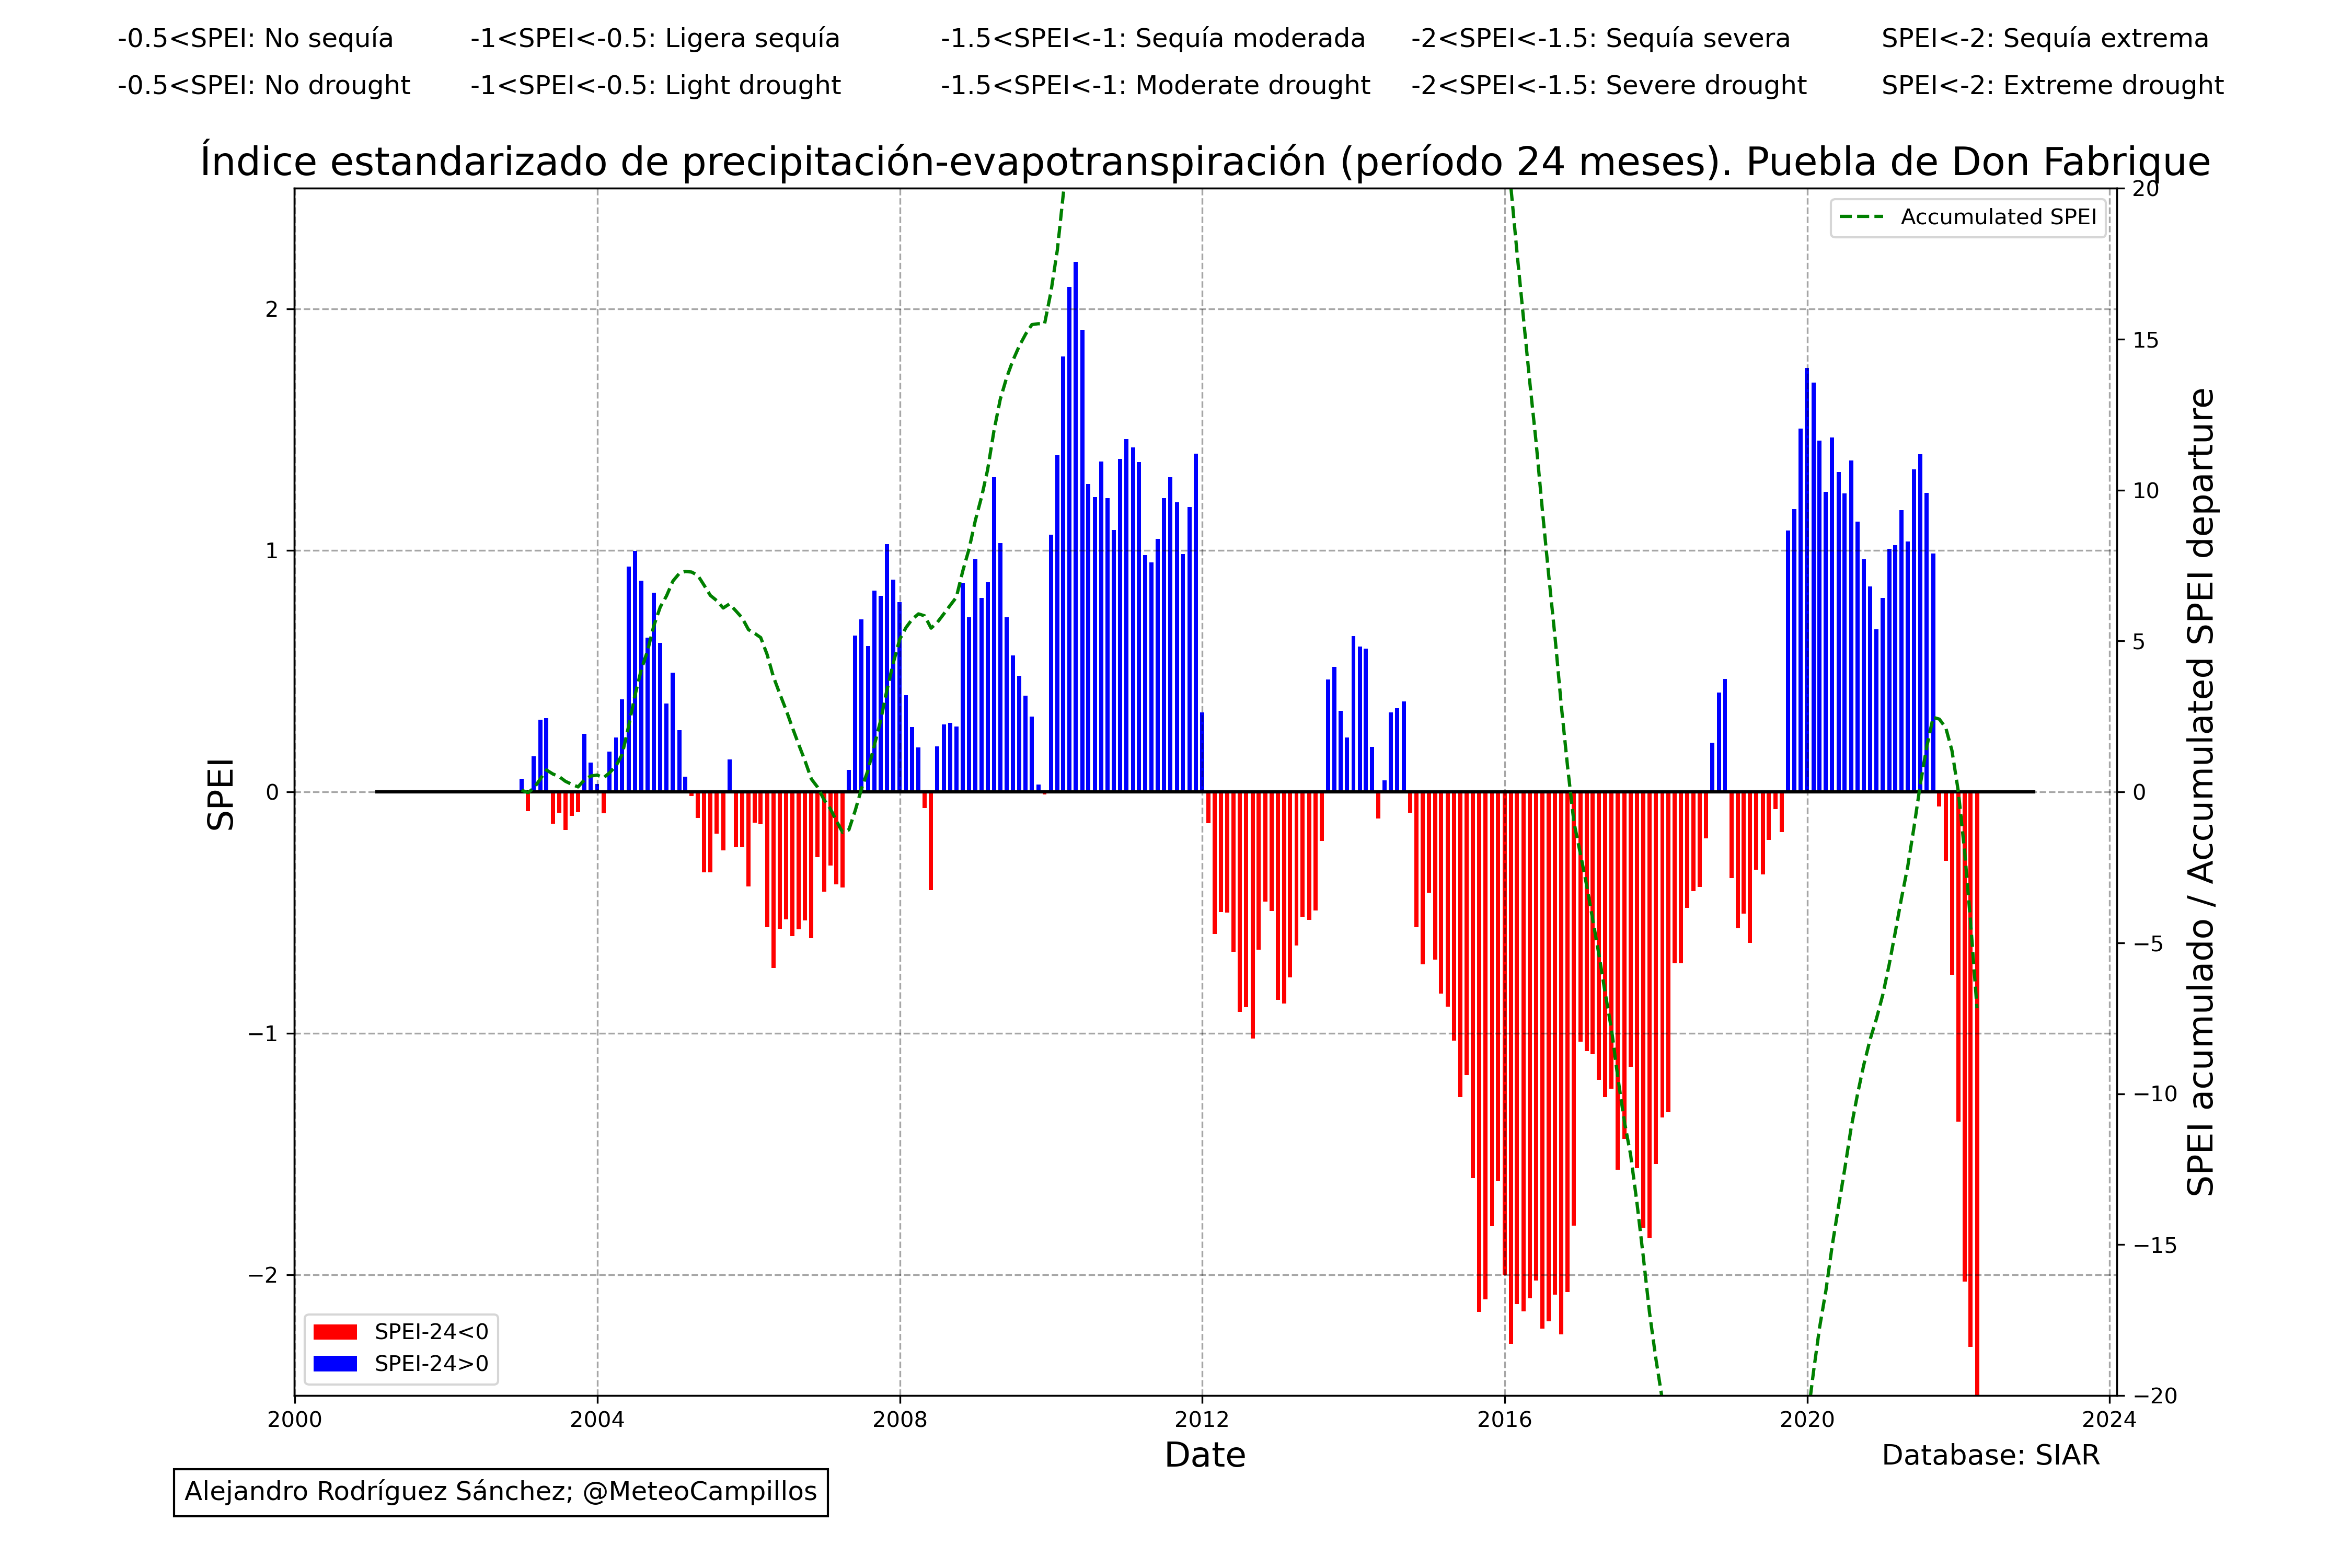 -0.5<SPEI: No sequía -1<SPEI<-0.5: Ligera sequía -1.5<SPEI<-1: Sequía moderada -2<SPEI<-1.5: Sequía severa SPEI<-2: Sequía extrema
-0.5<SPEI: No drought -1<SPEI<-0.5: Light drought -1.5<SPEI<-1: Moderate drought -2<SPEI<-1.5: Severe drought SPEI<-2: Extreme drought
Índice estandarizado de precipitación-evapotranspiración (período 24 meses). Puebla de Don Fabrique
Accumulated SPEI
SPEI
2
1
0
−1
−2
20
15
10
5
0
−5
−10
−15
−20
SPEI acumulado / Accumulated SPEI departure
SPEI-24<0
SPEI-24>0
2000 2004 2008 2012 2016 2020 2024
Date
Database: SIAR
Alejandro Rodríguez Sánchez; @MeteoCampillos